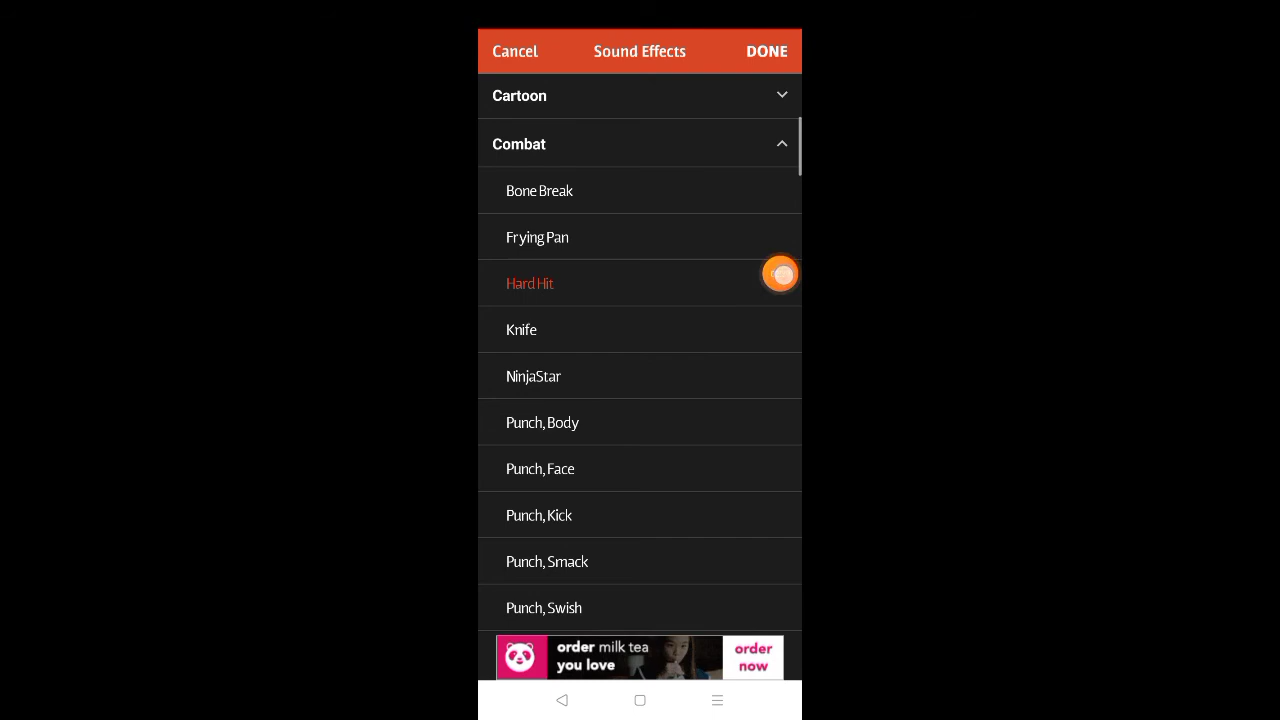 Cancel Sound Effects DONE
Cartoon
Combat
Bone Break
Frying Pan
Hard Hit
Knife
NinjaStar
Punch, Body
Punch, Face
Punch, Kick
Punch, Smack
Punch, Swish
order milk tea
you love
order
now